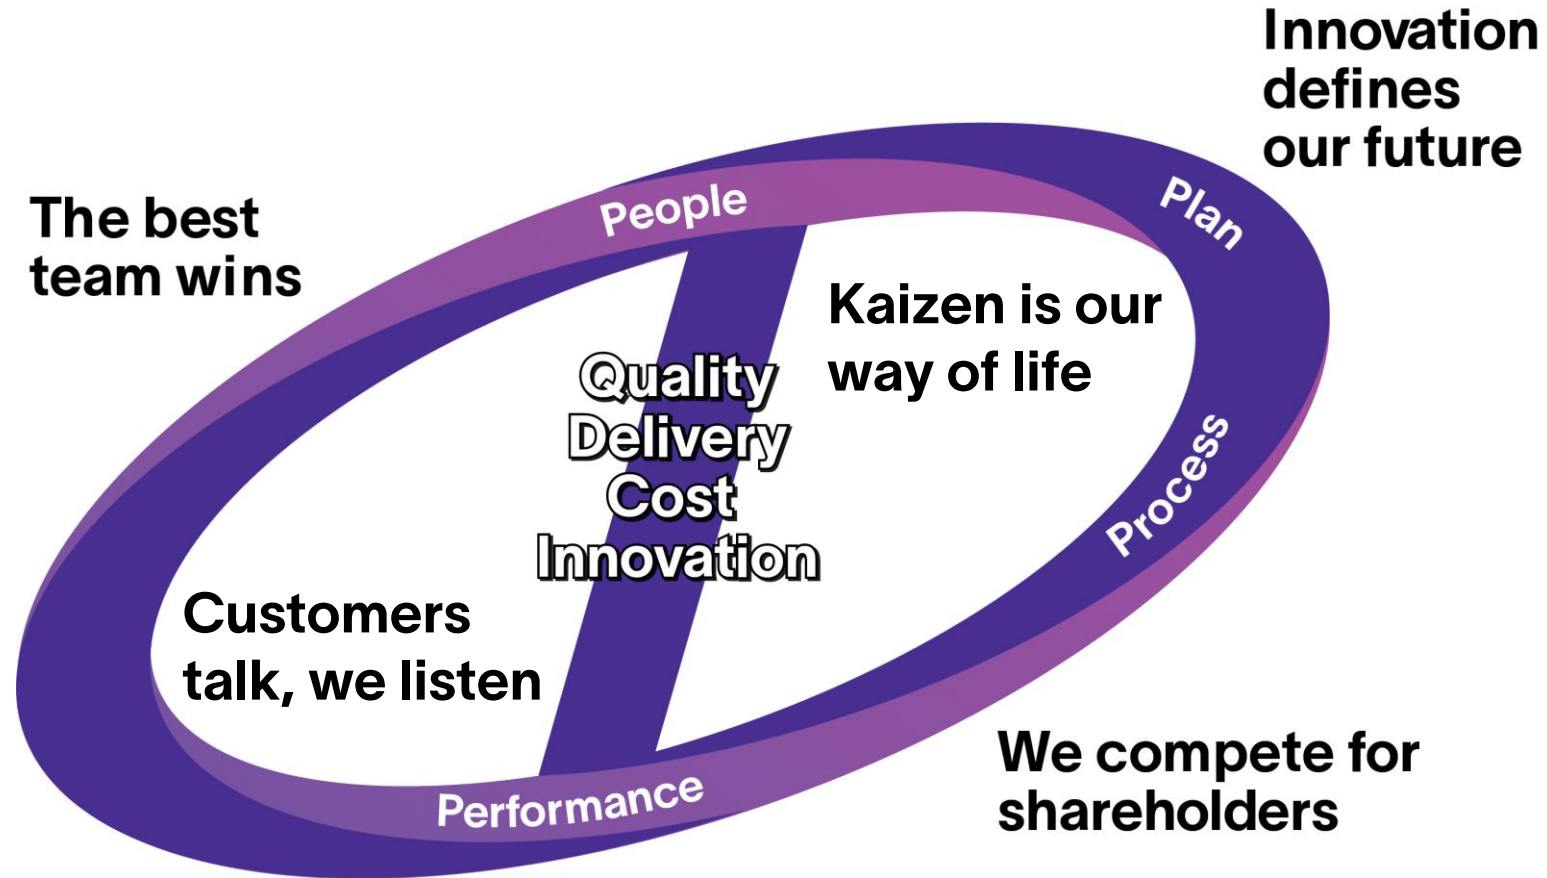 Innovation
defines
our future
The best
team wins
People
Plan
Kaizen is our
way of life
Quality
Delivery
Cost
Innovation
Process
Customers
talk, we listen
We compete for
shareholders
Performance